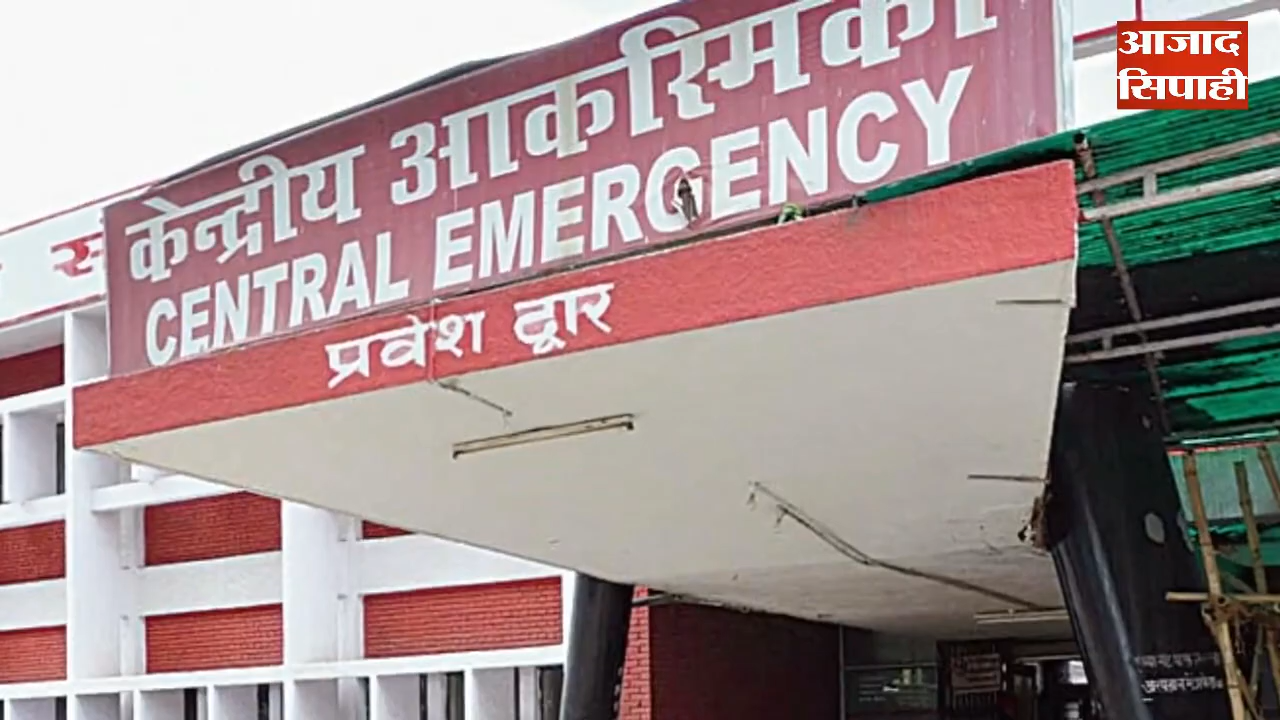 केन्द्रीय आकस्मिकी
CENTRAL EMERGENCY
प्रवेश द्वार
आजाद
सिपाही